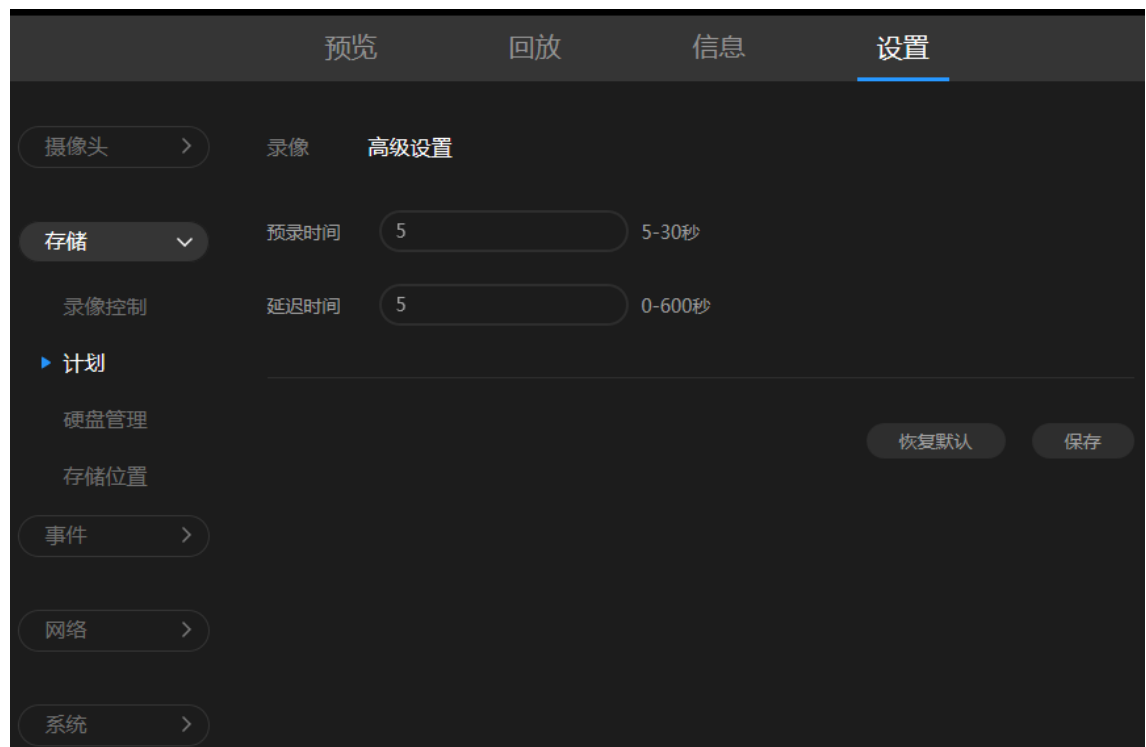 预览 回放 信息 设置
摄像头
录像 高级设置
存储
预录时间 5 5-30秒
录像控制
延迟时间 5 0-600秒
计划
硬盘管理
恢复默认 保存
存储位置
事件
网络
系统